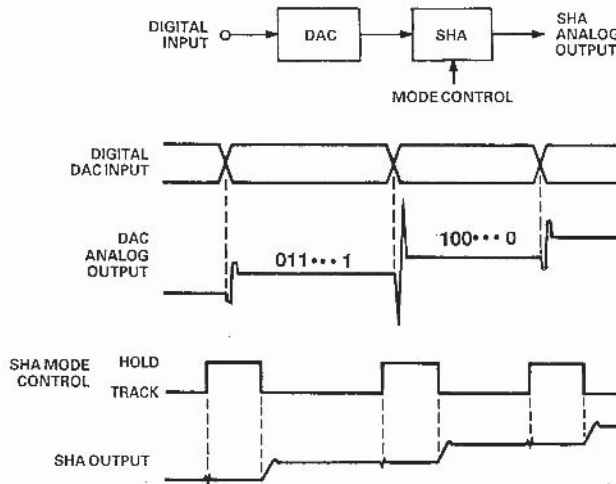 DIGITAL
INPUT
DAC
SHA
SHA
ANALOG
OUTPUT
MODE CONTROL
DIGITAL
DAC INPUT
DAC
ANALOG
OUTPUT
011••• 1
100••• 0
SHA MODE
CONTROL
HOLD
TRACK
SHA OUTPUT